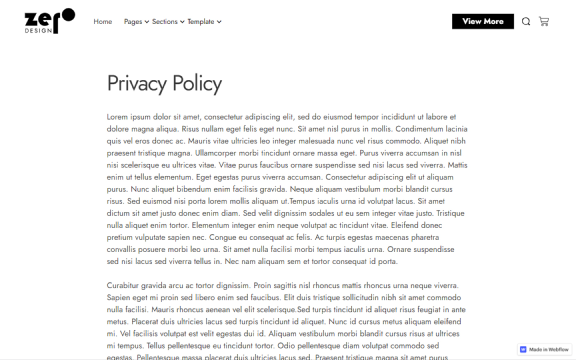 zero
DESIGN
Home Pages Sections Template View More
Privacy Policy
Lorem ipsum dolor sit amet, consectetur adipiscing elit, sed do eiusmod tempor incididunt ut labore et
dolore magna aliqua. Risus nullam eget felis eget nunc. Sit amet nisl purus in mollis. Condimentum lacinia
quis vel eros donec ac. Mauris vitae ultricies leo integer malesuada nunc vel risus commodo. Aliquet nibh
praesent tristique magna. Ullamcorper morbi tincidunt ornare massa eget. Purus viverra accumsan in nisl
nisi scelerisque eu ultrices vitae. Vitae purus faucibus ornare suspendisse sed nisi lacus sed viverra. Mattis
enim ut tellus elementum. Eget egestas purus viverra accumsan. Consectetur adipiscing elit ut aliquam
purus. Nunc aliquet bibendum enim facilisis gravida. Neque aliquam vestibulum morbi blandit cursus
risus. Sed euismod nisi porta lorem mollis aliquam ut.Tempus iaculis urna id volutpat lacus. Sit amet
dictum sit amet justo donec enim diam. Sed velit dignissim sodales ut eu sem integer vitae justo. Tristique
nulla aliquet enim tortor. Elementum integer enim neque volutpat ac tincidunt vitae. Eleifend donec
pretium vulputate sapien nec. Congue eu consequat ac felis. Ac turpis egestas maecenas pharetra
convallis posuere morbi leo urna. Sit amet nulla facilisi morbi tempus iaculis urna. Ornare suspendisse
sed nisi lacus sed viverra tellus in. Nec nam aliquam sem et tortor consequat id porta.
Curabitur gravida arcu ac tortor dignissim. Proin sagittis nisl rhoncus mattis rhoncus urna neque viverra.
Sapien eget mi proin sed libero enim sed faucibus. Elit duis tristique sollicitudin nibh sit amet commodo
nulla facilisi. Mauris rhoncus aenean vel elit scelerisque.Sed turpis tincidunt id aliquet risus feugiat in ante
metus. Placerat duis ultricies lacus sed turpis tincidunt id aliquet. Nunc id cursus metus aliquam eleifend
mi. Vel facilisis volutpat est velit egestas dui id. Aliquam vestibulum morbi blandit cursus risus at ultrices
mi tempus. Tellus pellentesque eu tincidunt tortor. Odio pellentesque diam volutpat commodo sed
egestas. Pellentesque massa placerat duis ultricies lacus sed. Praesent tristique magna sit amet purus
Made in Webflow